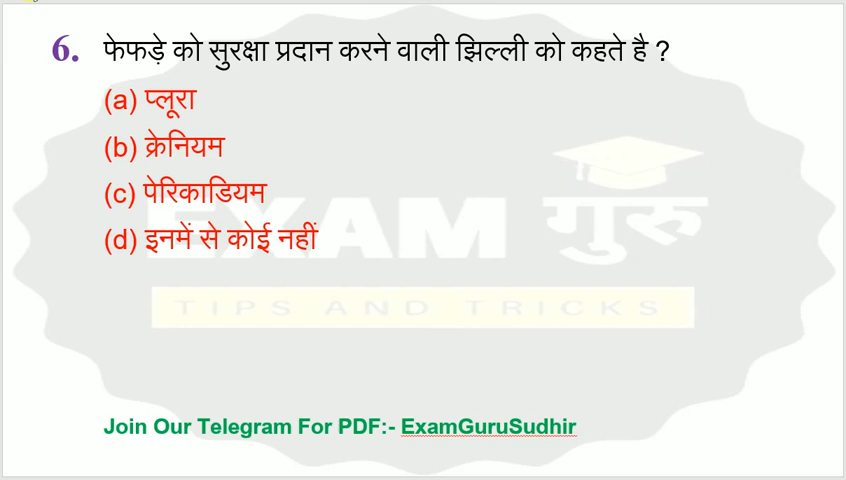 6. फेफड़े को सुरक्षा प्रदान करने वाली झिल्ली को कहते है ?
(a) प्लूरा
(b) क्रेनियम
(c) पेरिकाडियम
(d) इनमें से कोई नहीं
EXAM गुरु
TIPS AND TRICKS
Join Our Telegram For PDF:- ExamGuruSudhir